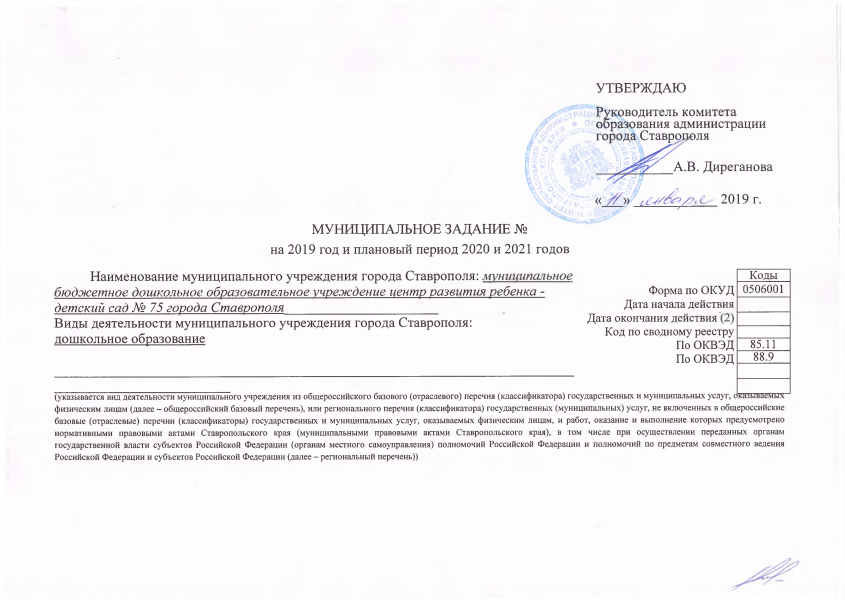 УТВЕРЖДАЮ
Руководитель комитета
образования администрации
города Ставрополя
____________А.В. Диреганова
«11» января 2019 г.
МУНИЦИПАЛЬНОЕ ЗАДАНИЕ №
на 2019 год и плановый период 2020 и 2021 годов
Наименование муниципального учреждения города Ставрополя: муниципальное
бюджетное дошкольное образовательное учреждение центр развития ребенка -
детский сад № 75 города Ставрополя
Виды деятельности муниципального учреждения города Ставрополя:
дошкольное образование
Коды
Форма по ОКУД 0506001
Дата начала действия
Дата окончания действия (2)
Код по сводному реестру
По ОКВЭД 85.11
По ОКВЭД 88.9
(указывается вид деятельности муниципального учреждения из общероссийского базового (отраслевого) перечня (классификатора) государственных и муниципальных услуг, оказываемых
физическим лицам (далее – общероссийский базовый перечень), или регионального перечня (классификатора) государственных (муниципальных) услуг, не включенных в общероссийские
базовые (отраслевые) перечни (классификаторы) государственных и муниципальных услуг, оказываемых физическим лицам, и работ, оказание и выполнение которых предусмотрено
нормативными правовыми актами Ставропольского края (муниципальными правовыми актами Ставропольского края), в том числе при осуществлении переданных органам
государственной власти субъектов Российской Федерации (органам местного самоуправления) полномочий Российской Федерации и полномочий по предметам совместного ведения
Российской Федерации и субъектов Российской Федерации (далее – региональный перечень))